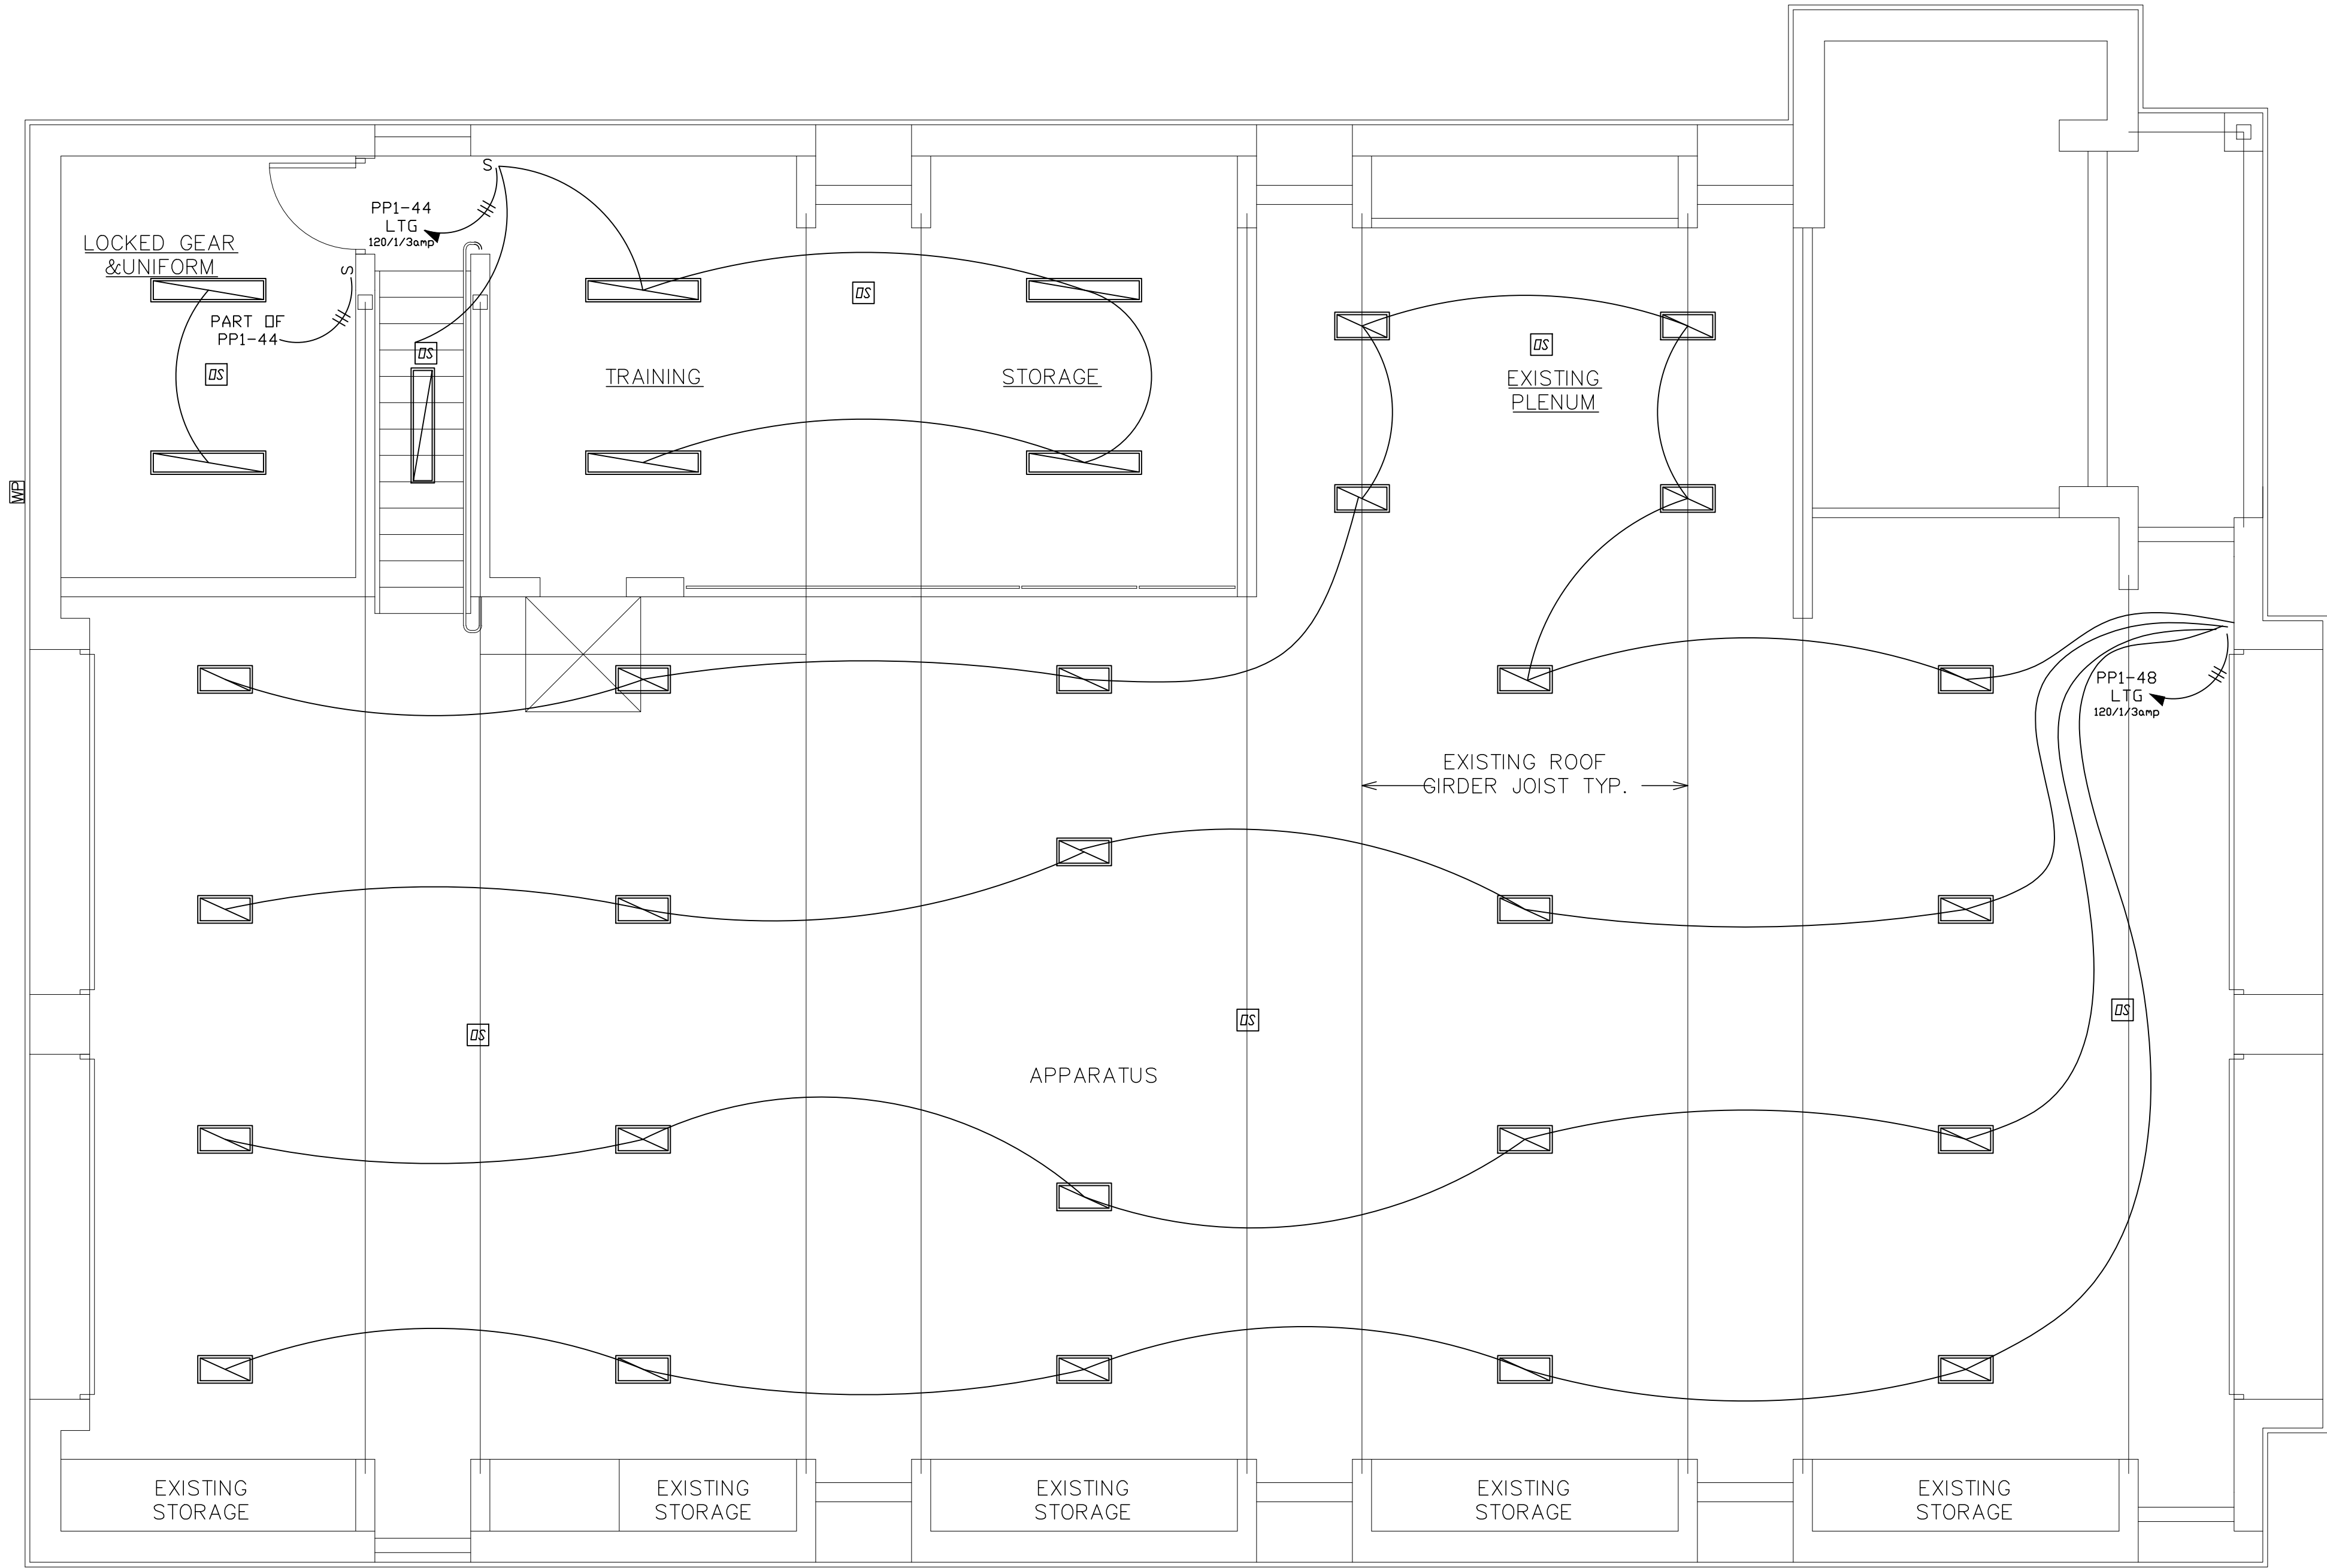 S
PP1-44
LTG
120/1/3amp
LOCKED GEAR
&UNIFORM
S
PART OF
PP1-44
OS
OS
OS
OS
TRAINING
STORAGE
EXISTING
PLENUM
WP
PP1-48
LTG
120/1/3amp
EXISTING ROOF
GIRDER JOIST TYP.
OS
OS
OS
APPARATUS
EXISTING
STORAGE
EXISTING
STORAGE
EXISTING
STORAGE
EXISTING
STORAGE
EXISTING
STORAGE